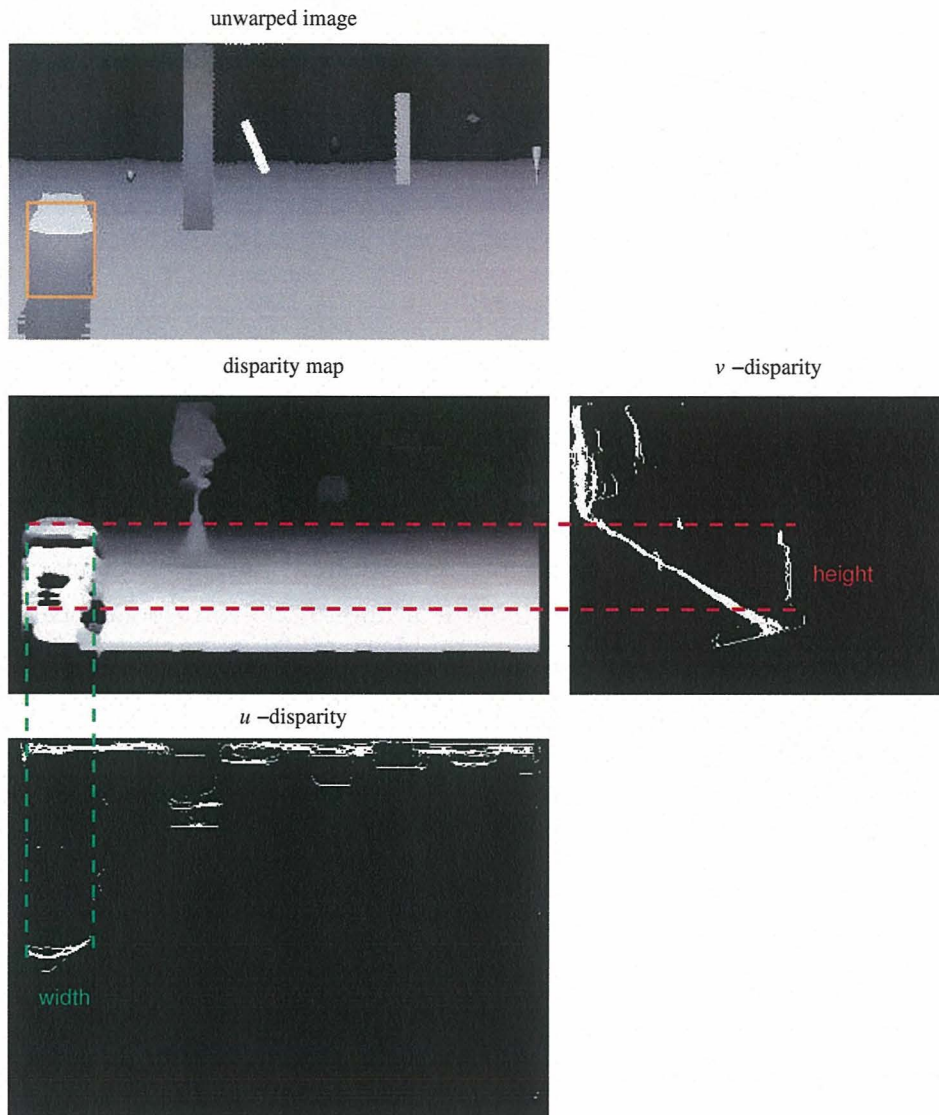 unwarped image
disparity map
v −disparity
height
u −disparity
width